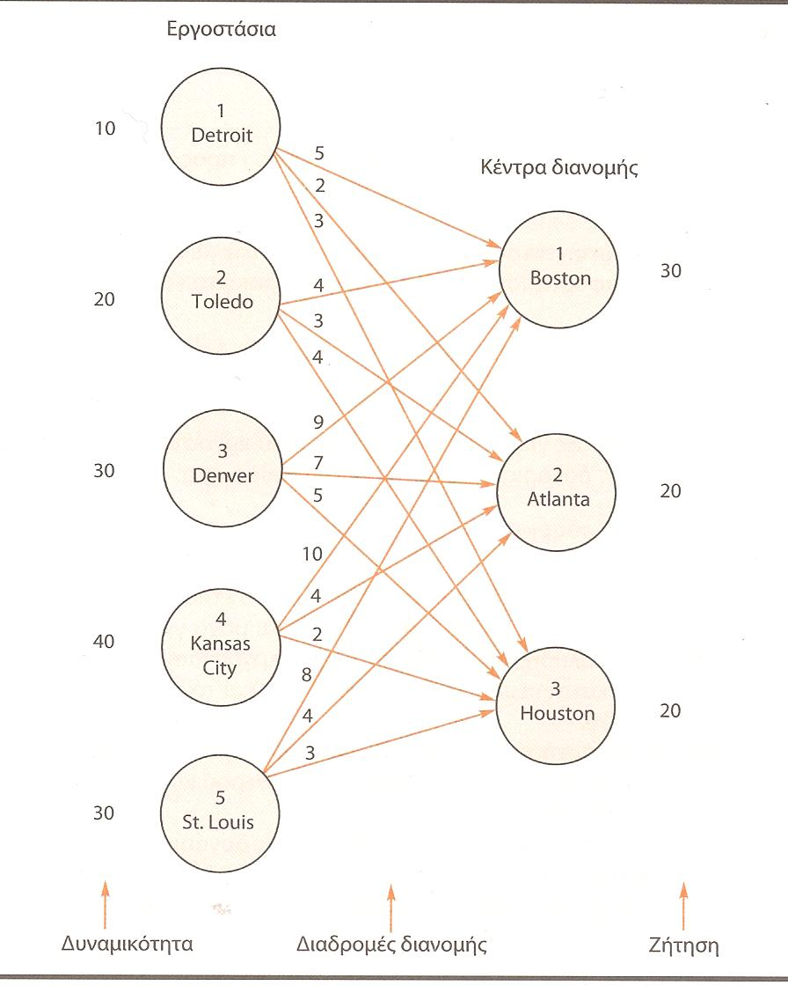 Εργοστάσια
1
Detroit
10
5
2
3
Κέντρα διανομής
2
Toledo
20
4
3
4
1
Boston
30
3
Denver
30
9
7
5
2
Atlanta
20
4
Kansas
City
40
10
4
2
3
Houston
20
5
St. Louis
30
8
4
3
Δυναμικότητα
Διαδρομές διανομής
Ζήτηση